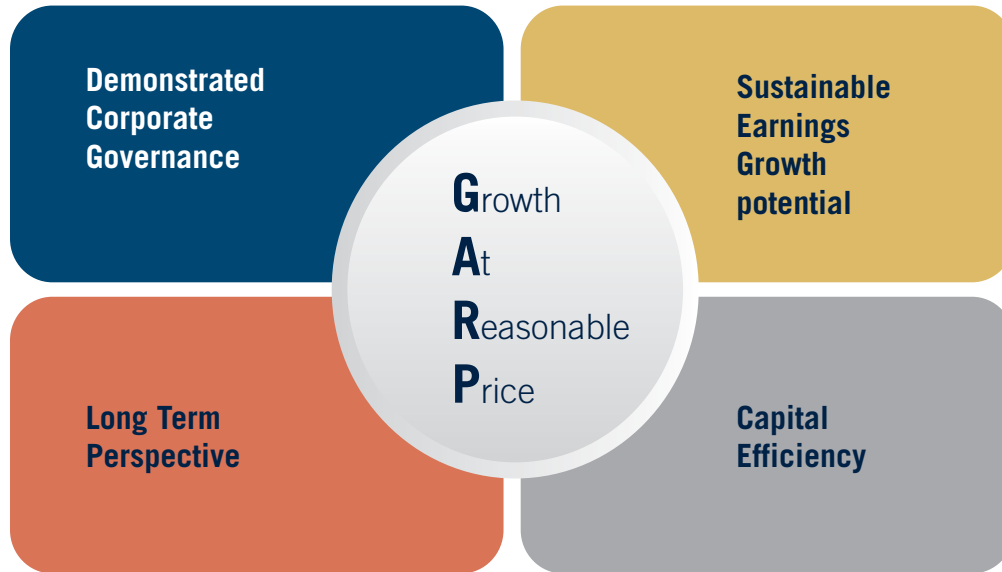 Demonstrated
Corporate
Governance
Sustainable
Earnings
Growth
potential
Growth
At
Reasonable
Price
Long Term
Perspective
Capital
Efficiency